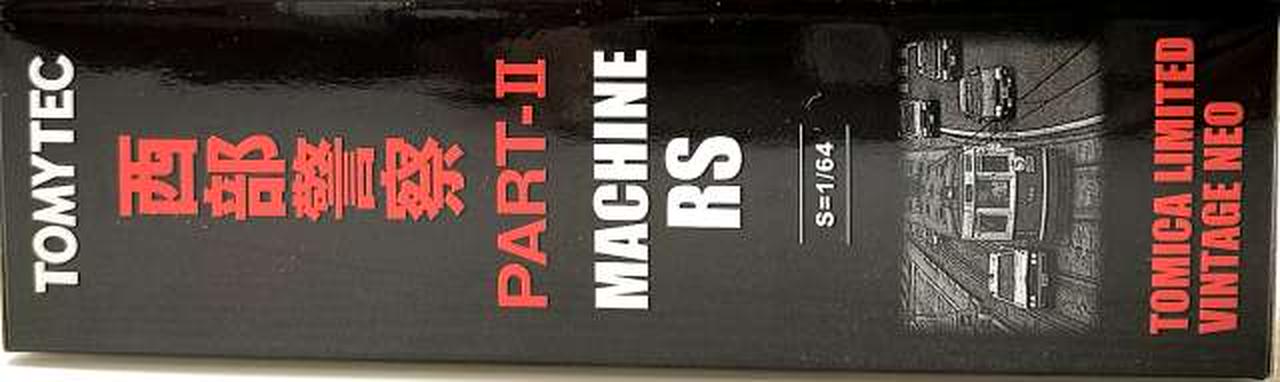 TOMYTEC
西部警察
PART-II
MACHINE
RS
S=1/64
TOMICA LIMITED
VINTAGE NEO